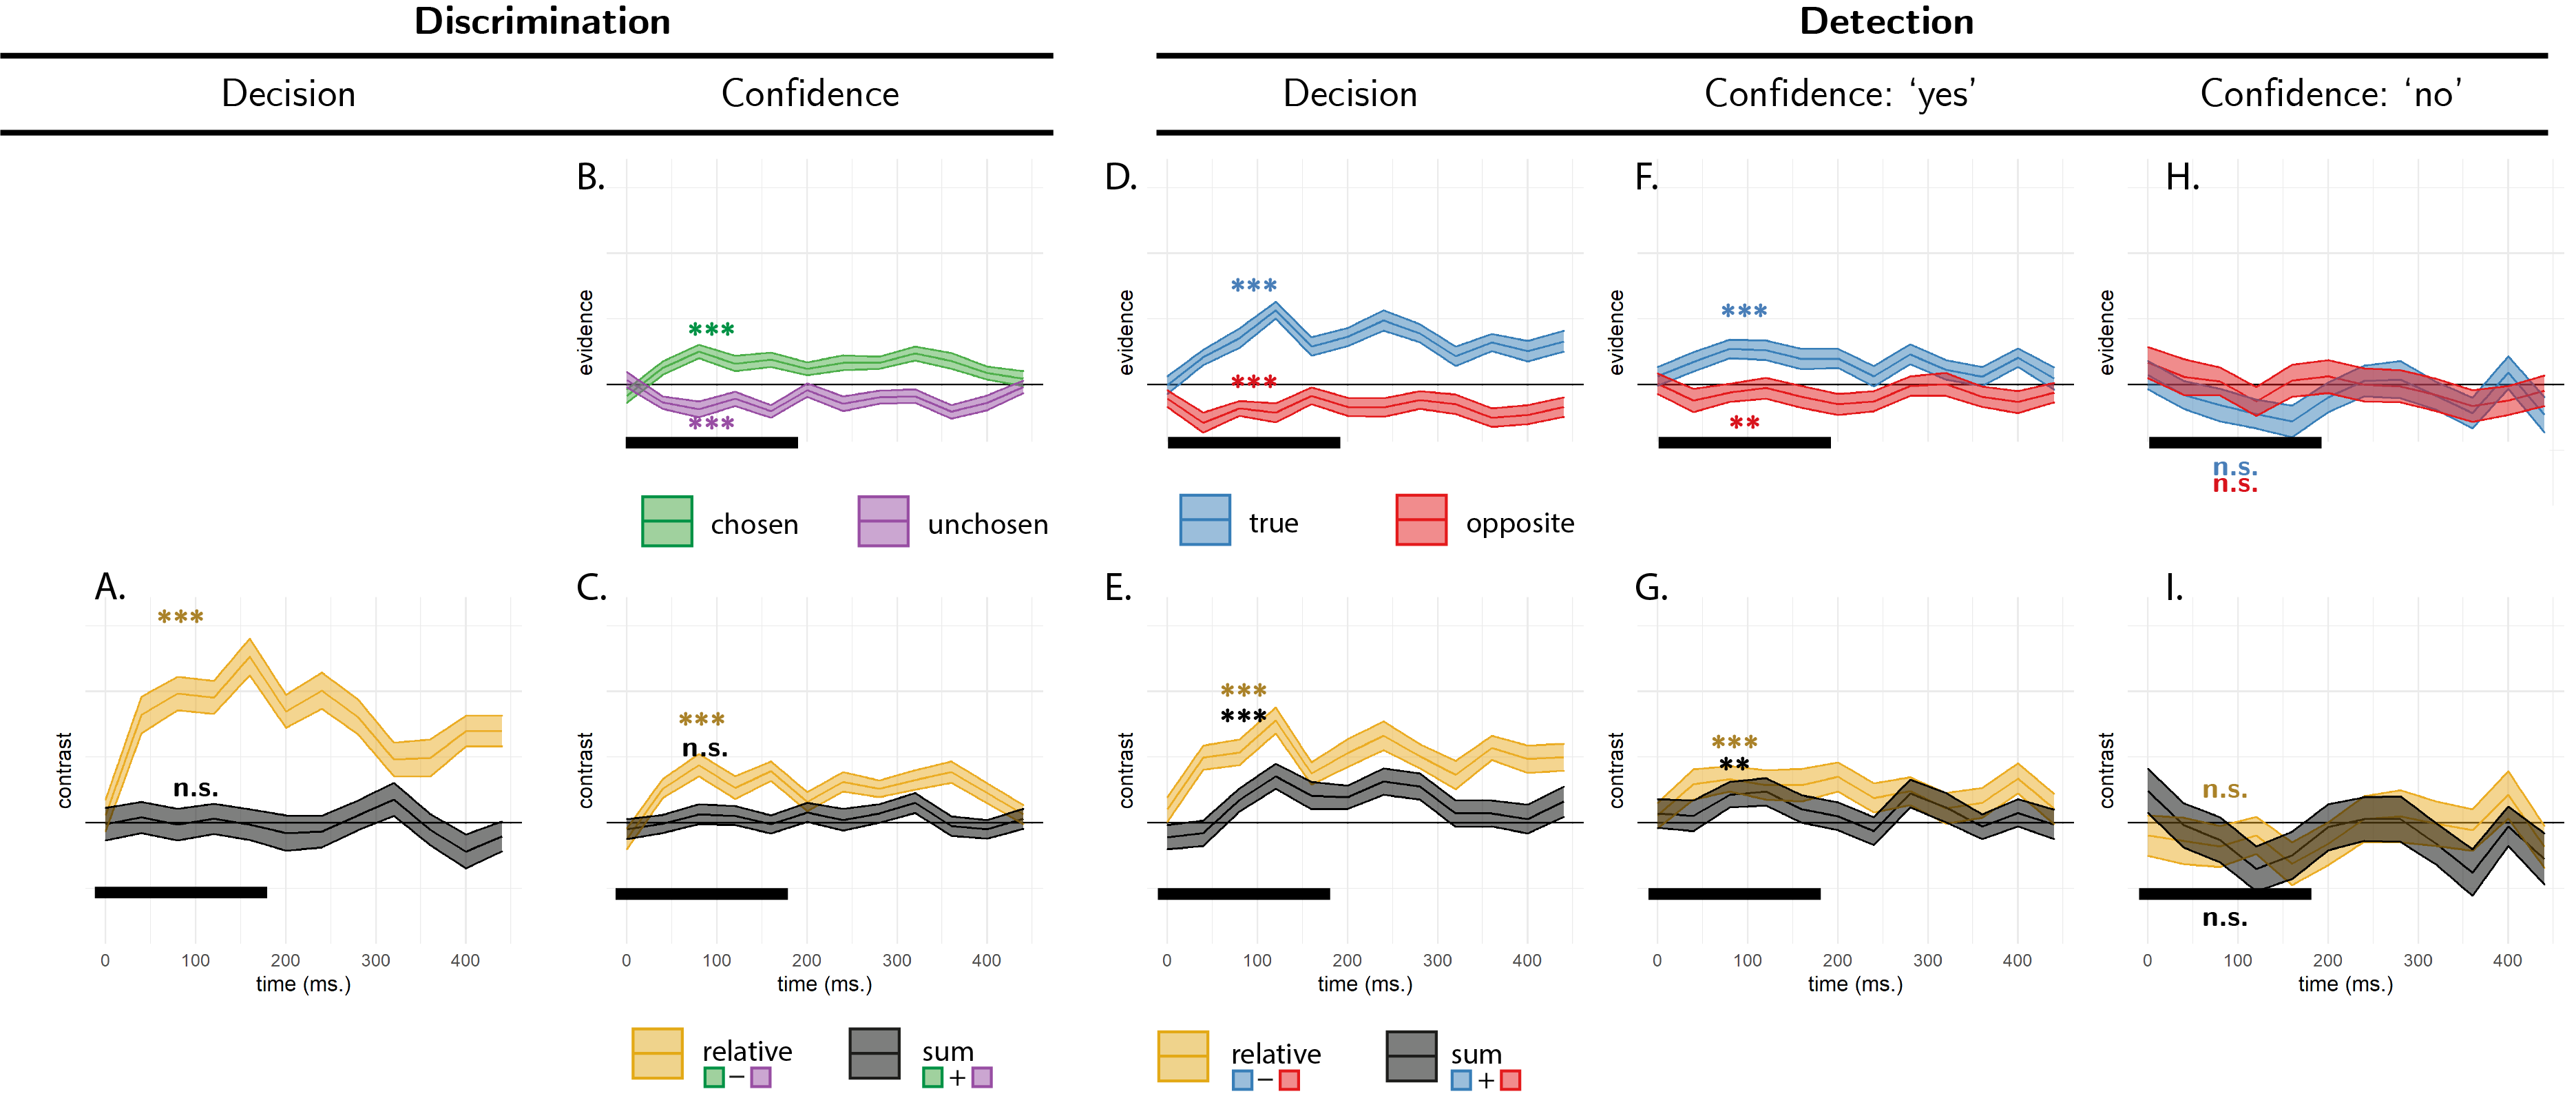 Discrimination
Detection
Decision
Confidence
Decision
Confidence: ‘yes’
Confidence: ‘no’
B.
D.
F.
H.
evidence
***
***
evidence
***
***
evidence
***
**
evidence
n.s.
n.s.
chosen
unchosen
true
opposite
A.
C.
E.
G.
I.
contrast
***
n.s.
0 100 200 300 400
time (ms.)
contrast
***
n.s.
0 100 200 300 400
time (ms.)
contrast
***
***
0 100 200 300 400
time (ms.)
contrast
***
**
0 100 200 300 400
time (ms.)
contrast
n.s.
n.s.
0 100 200 300 400
time (ms.)
relative
–
sum
+
relative
–
sum
+